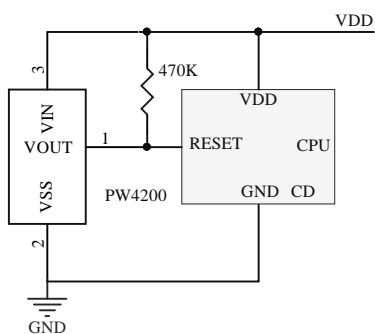 VDD
3
470K
VIN
VDD
VOUT
1
RESET
CPU
VSS
PW4200
GND CD
2
GND